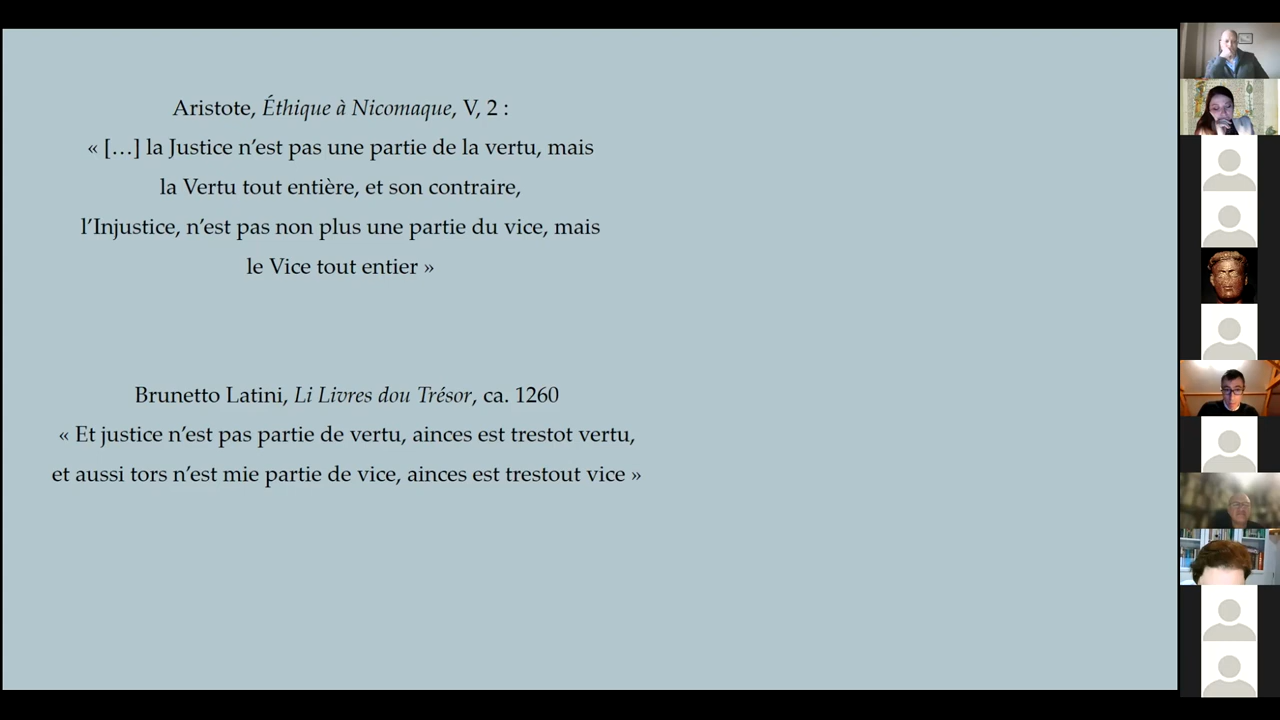 Aristote, Éthique à Nicomaque, V, 2 :
« […] la Justice n’est pas une partie de la vertu, mais
la Vertu tout entière, et son contraire,
l’Injustice, n’est pas non plus une partie du vice, mais
le Vice tout entier »
Brunetto Latini, Li Livres dou Trésor, ca. 1260
« Et justice n’est pas partie de vertu, ainces est trestot vertu,
et aussi tors n’est mie partie de vice, ainces est trestout vice »